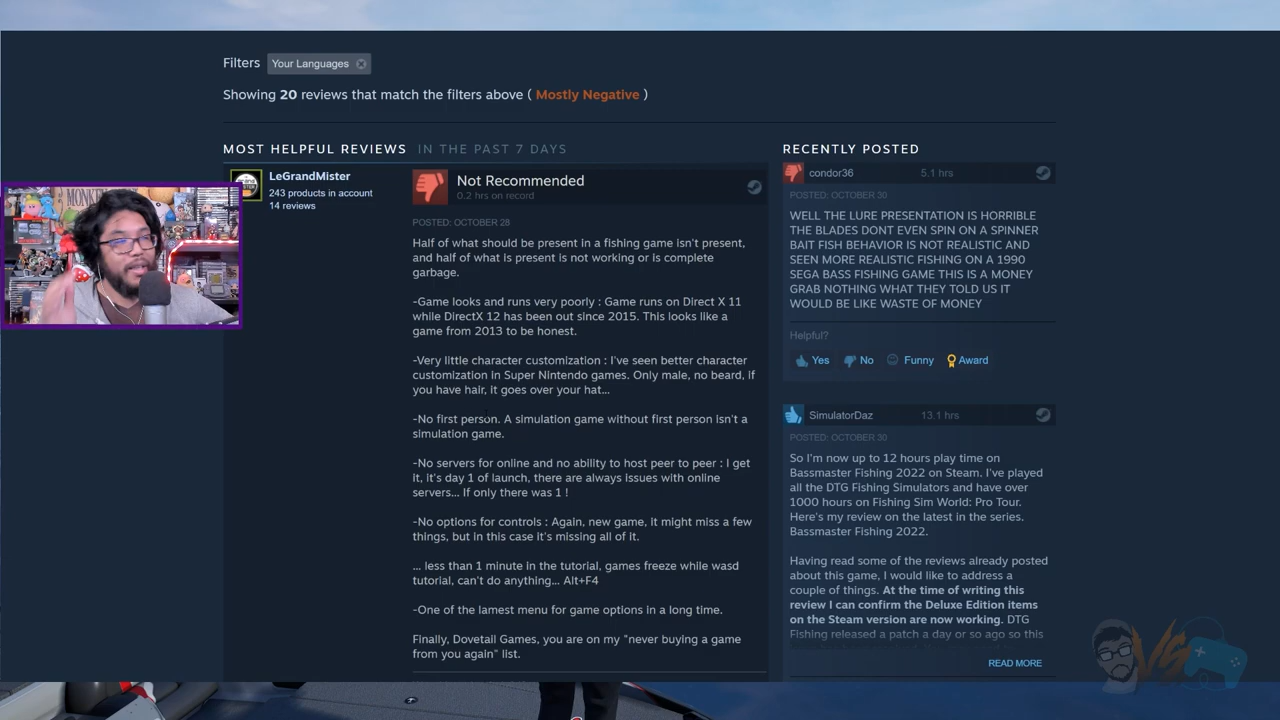 Filters
Your Languages
Showing 20 reviews that match the filters above ( Mostly Negative )
MOST HELPFUL REVIEWS
IN THE PAST 7 DAYS
LeGrandMister
243 products in account
14 reviews
Not Recommended
0.2 hrs on record
POSTED: OCTOBER 28
Half of what should be present in a fishing game isn't present,
and half of what is present is not working or is complete
garbage.
-Game looks and runs very poorly : Game runs on Direct X 11
while DirectX 12 has been out since 2015. This looks like a
game from 2013 to be honest.
-Very little character customization : I've seen better character
customization in Super Nintendo games. Only male, no beard, if
you have hair, it goes over your hat...
-No first person. A simulation game without first person isn't a
simulation game.
-No servers for online and no ability to host peer to peer : I get
it, it's day 1 of launch, there are always issues with online
servers... If only there was 1 !
-No options for controls : Again, new game, it might miss a few
things, but in this case it's missing all of it.
... less than 1 minute in the tutorial, games freeze while wasd
tutorial, can't do anything... Alt+F4
-One of the lamest menu for game options in a long time.
Finally, Dovetall Games, you are on my "never buying a game
from you again" list.
RECENTLY POSTED
condor36
5.1 hrs
POSTED: OCTOBER 30
WELL THE LURE PRESENTATION IS HORRIBLE
THE BLADES DONT EVEN SPIN ON A SPINNER
BAIT FISH BEHAVIOR IS NOT REALISTIC AND
SEEN MORE REALISTIC FISHING ON A 1990
SEGA BASS FISHING GAME THIS IS A MONEY
GRAB NOTHING WHAT THEY TOLD US IT
WOULD BE LIKE WASTE OF MONEY
Helpful?
Yes
No
Funny
Award
SimulatorDaz
13.1 hrs
POSTED: OCTOBER 30
So I'm now up to 12 hours play time on
Bassmaster Fishing 2022 on Steam. I've played
all the DTG Fishing Simulators and have over
1000 hours on Fishing Sim World: Pro Tour.
Here's my review on the latest in the series.
Bassmaster Fishing 2022.
Having read some of the reviews already posted
about this game, I would like to address a
couple of things. At the time of writing this
review I can confirm the Deluxe Edition items
on the Steam version are now working. DTG
Fishing released a patch a day or so ago so this
READ MORE
VS